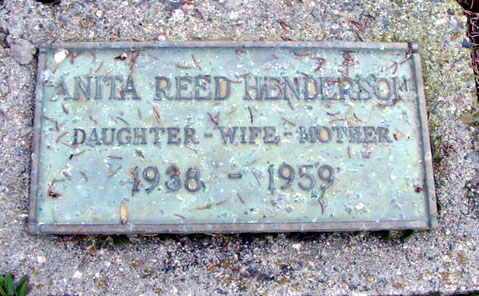 ANITA REED HENDERSON
DAUGHTER - WIFE - MOTHER
1938 - 1959